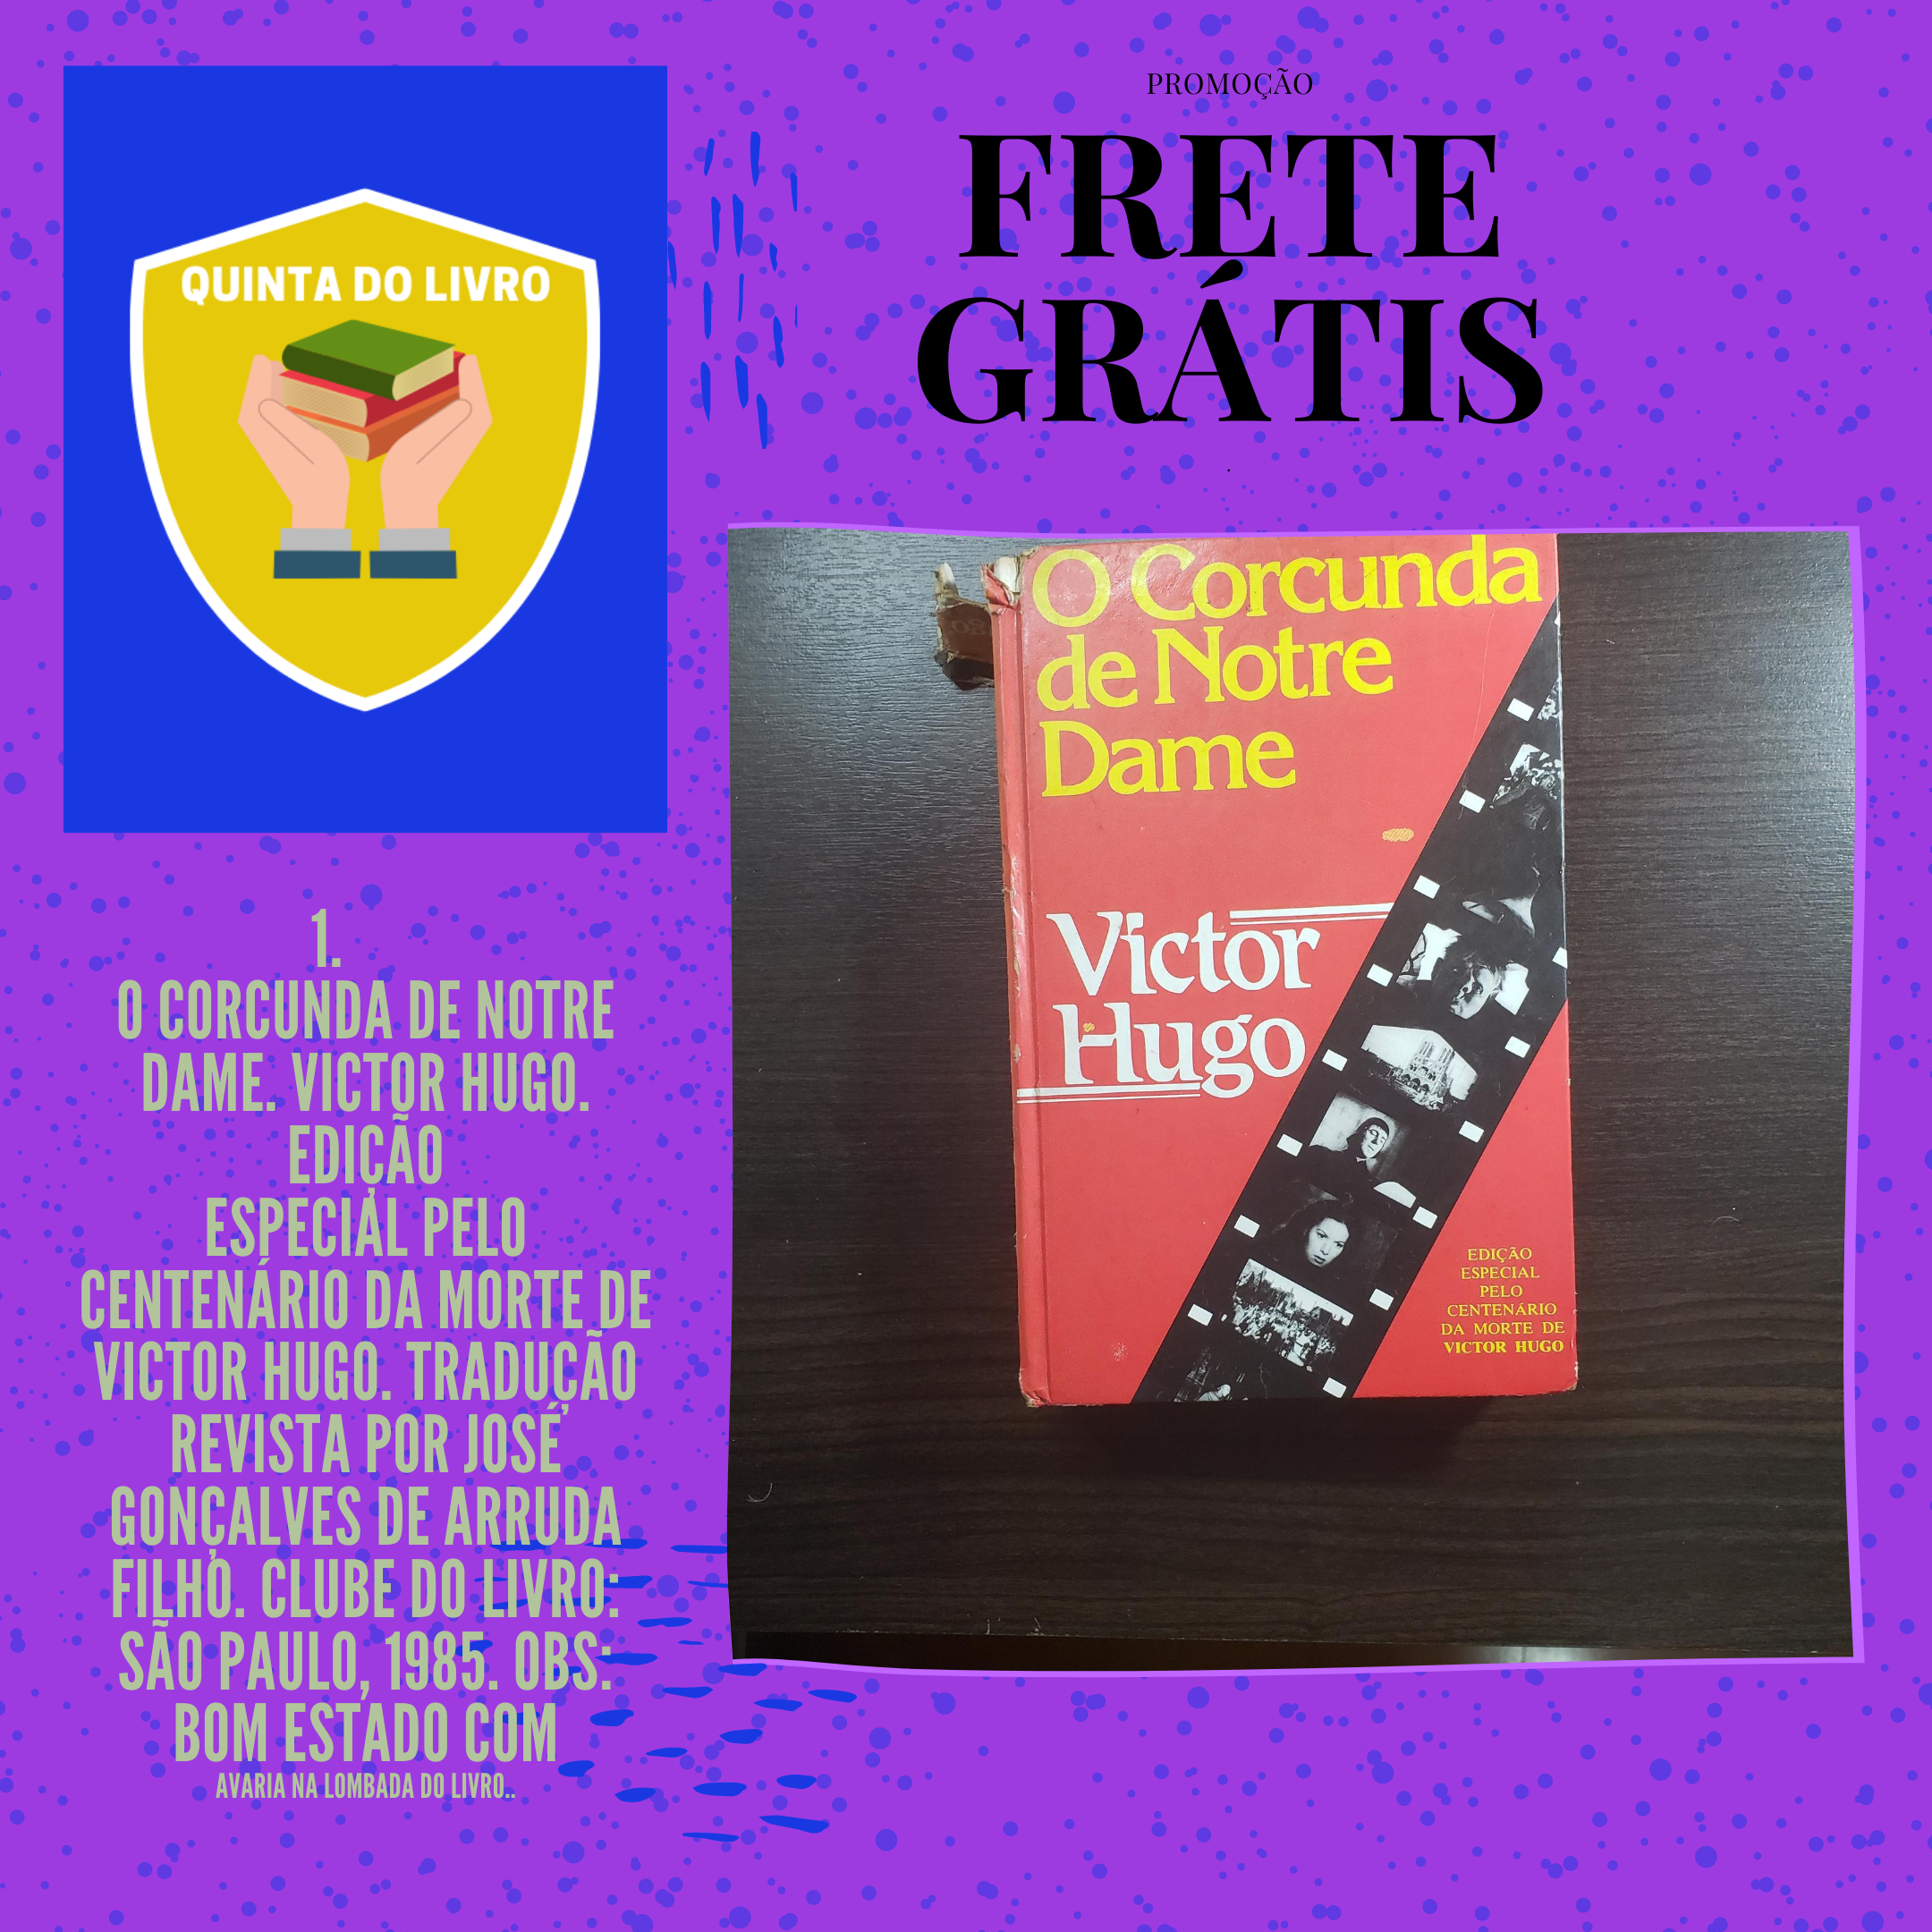 QUINTA DO LIVRO
PROMOÇÃO
FRETE
GRÁTIS
.
1.
O CORCUNDA DE NOTRE
DAME. VICTOR HUGO.
EDIÇÃO
ESPECIAL PELO
CENTENÁRIO DA MORTE DE
VICTOR HUGO. TRADUÇÃO
REVISTA POR JOSÉ
GONÇALVES DE ARRUDA
FILHO. CLUBE DO LIVRO:
SÃO PAULO, 1985. OBS:
BOM ESTADO COM
AVARIA NA LOMBADA DO LIVRO..
O Corcunda
de Notre
Dame
Victor
Hugo
EDIÇÃO
ESPECIAL
PELO
CENTENÁRIO
DA MORTE DE
VICTOR HUGO